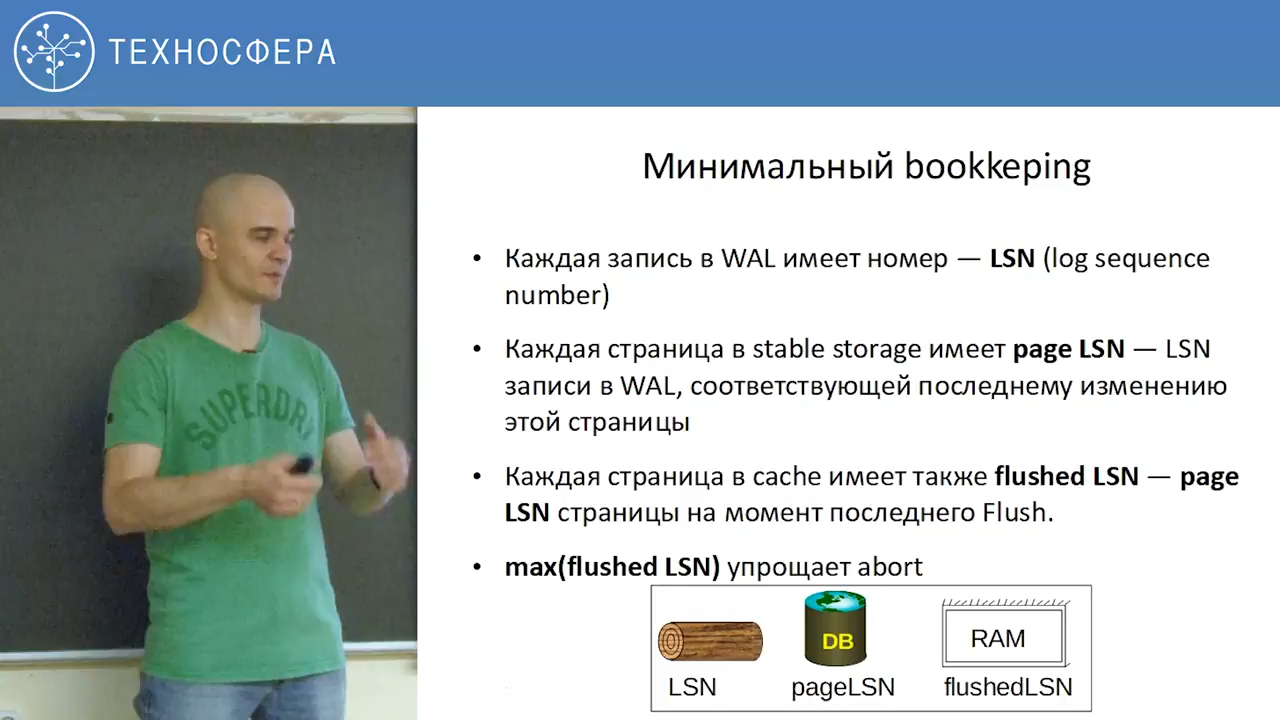 ТЕХНОСФЕРА
Минимальный bookkeping
• Каждая запись в WAL имеет номер — LSN (log sequence
number)
• Каждая страница в stable storage имеет page LSN — LSN
записи в WAL, соответствующей последнему изменению
этой страницы
• Каждая страница в cache имеет также flushed LSN — page
LSN страницы на момент последнего Flush.
• max(flushed LSN) упрощает abort
DB
RAM
LSN
pageLSN
flushedLSN
SUPERDRY